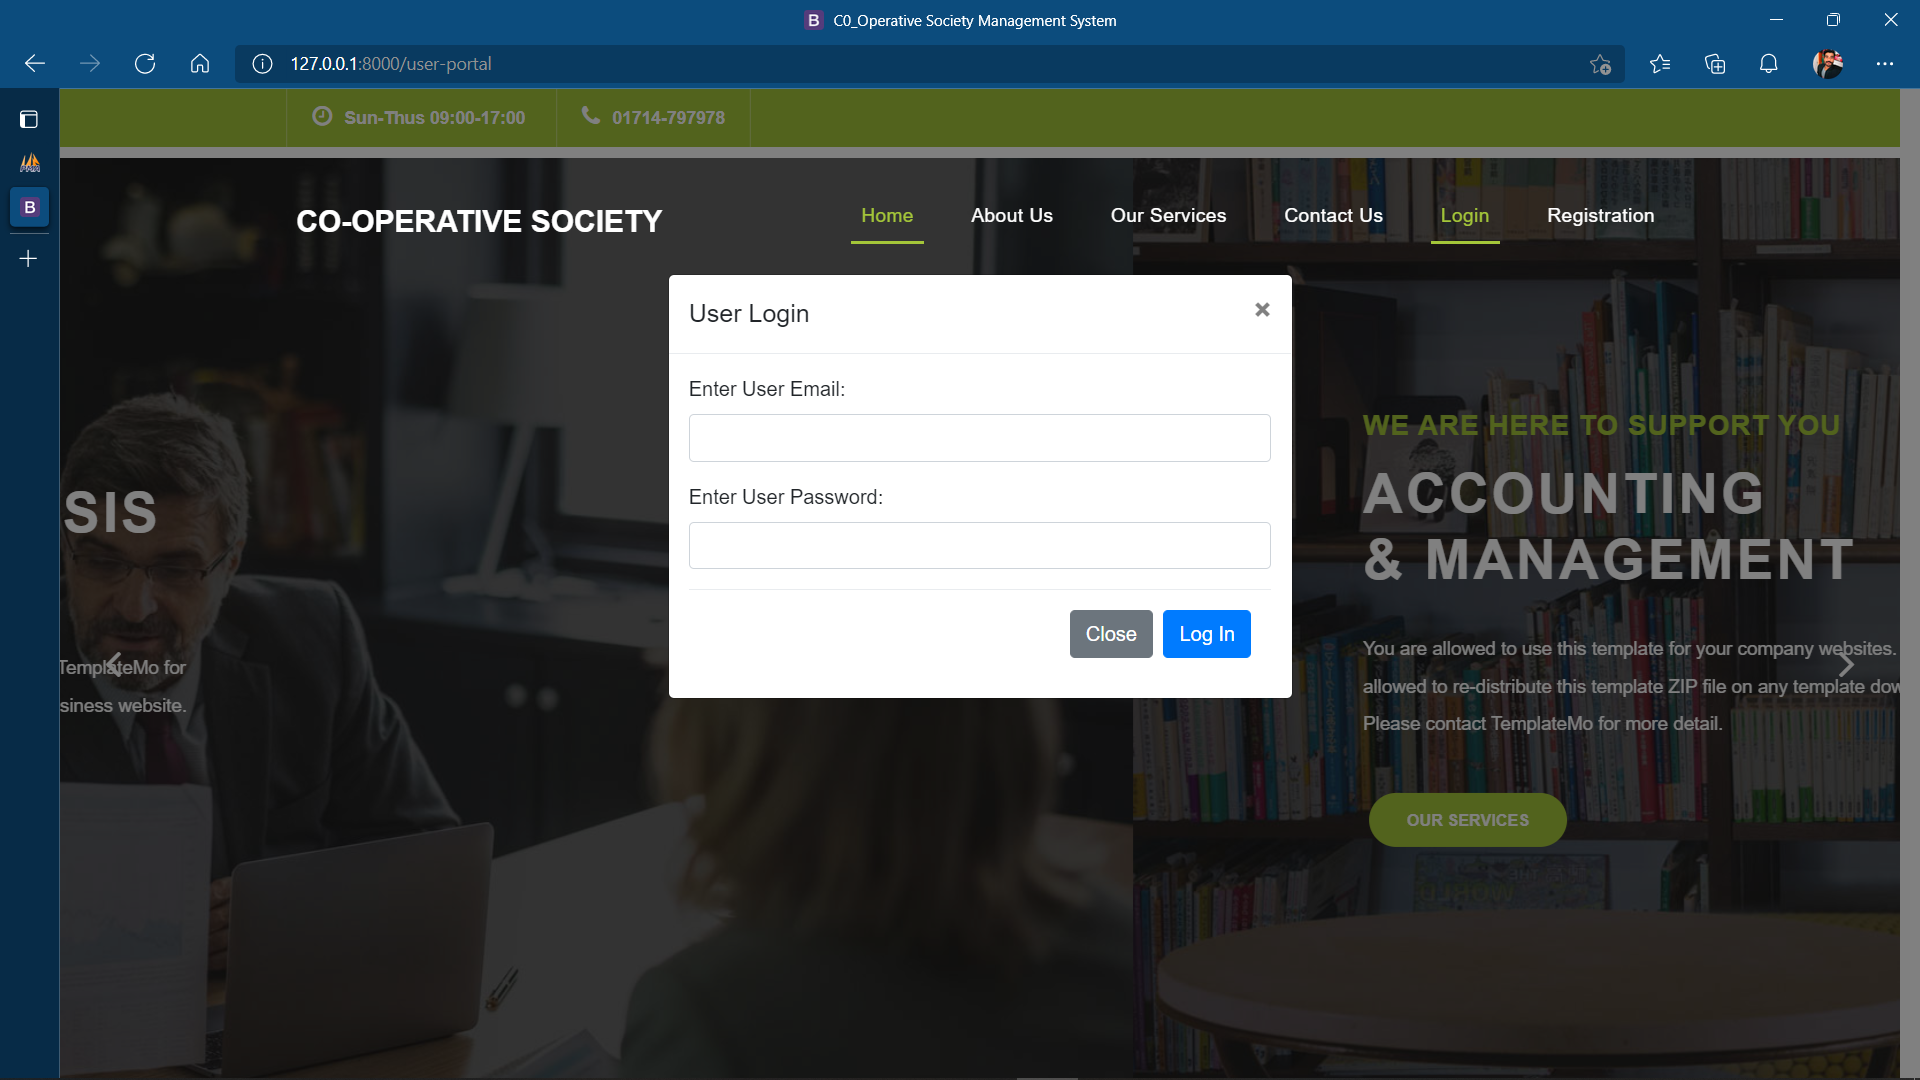 C0_Operative Society Management System
127.0.0.1:8000/user-portal
Sun-Thus 09:00-17:00
01714-797978
CO-OPERATIVE SOCIETY
Home
About Us
Our Services
Contact Us
Login
Registration
User Login
×
Enter User Email:
Enter User Password:
Close
Log In
SIS
TemplateMo for
siness website.
WE ARE HERE TO SUPPORT YOU
ACCOUNTING
& MANAGEMENT
You are allowed to use this template for your company websites.
allowed to re-distribute this template ZIP file on any template dow
Please contact TemplateMo for more detail.
OUR SERVICES